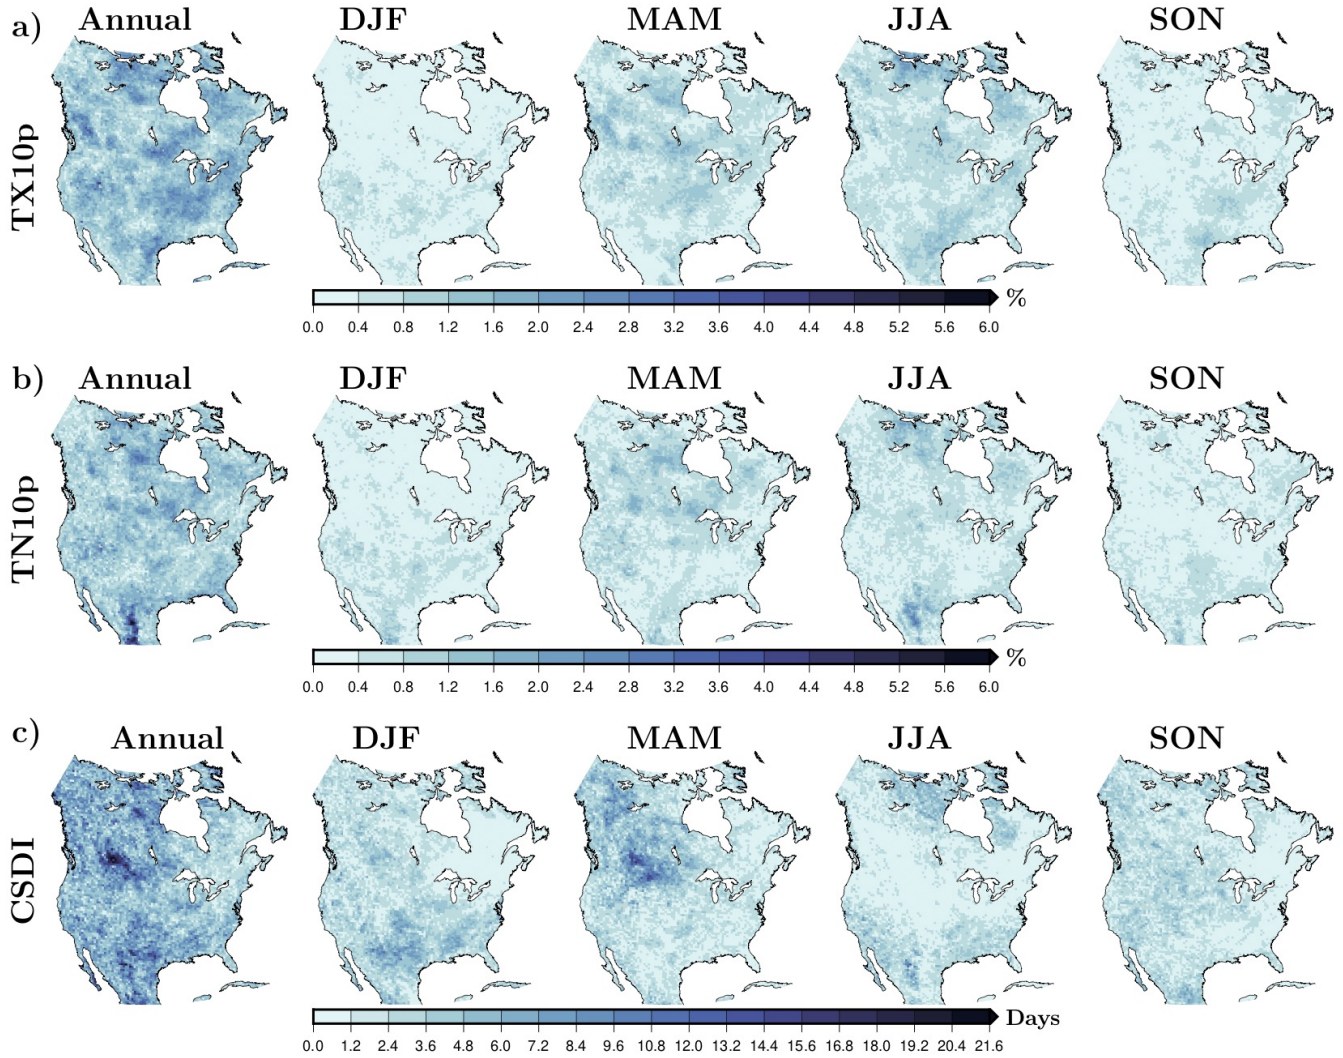 a) Annual DJF MAM JJA SON
TX10p
%
0.0 0.4 0.8 1.2 1.6 2.0 2.4 2.8 3.2 3.6 4.0 4.4 4.8 5.2 5.6 6.0
b) Annual DJF MAM JJA SON
TN10p
%
0.0 0.4 0.8 1.2 1.6 2.0 2.4 2.8 3.2 3.6 4.0 4.4 4.8 5.2 5.6 6.0
c) Annual DJF MAM JJA SON
CSDI
Days
0.0 1.2 2.4 3.6 4.8 6.0 7.2 8.4 9.6 10.8 12.0 13.2 14.4 15.6 16.8 18.0 19.2 20.4 21.6